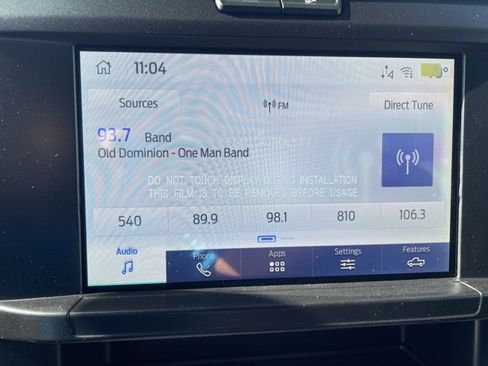 11:04
Sources
FM
Direct Tune
93.7 Band
Old Dominion - One Man Band
DO NOT TOUCH DISPLAY DURING INSTALLATION
THIS FILM IS TO BE REMOVED BEFORE USAGE
540 89.9 98.1 810 106.3
Audio Phone Apps Settings Features